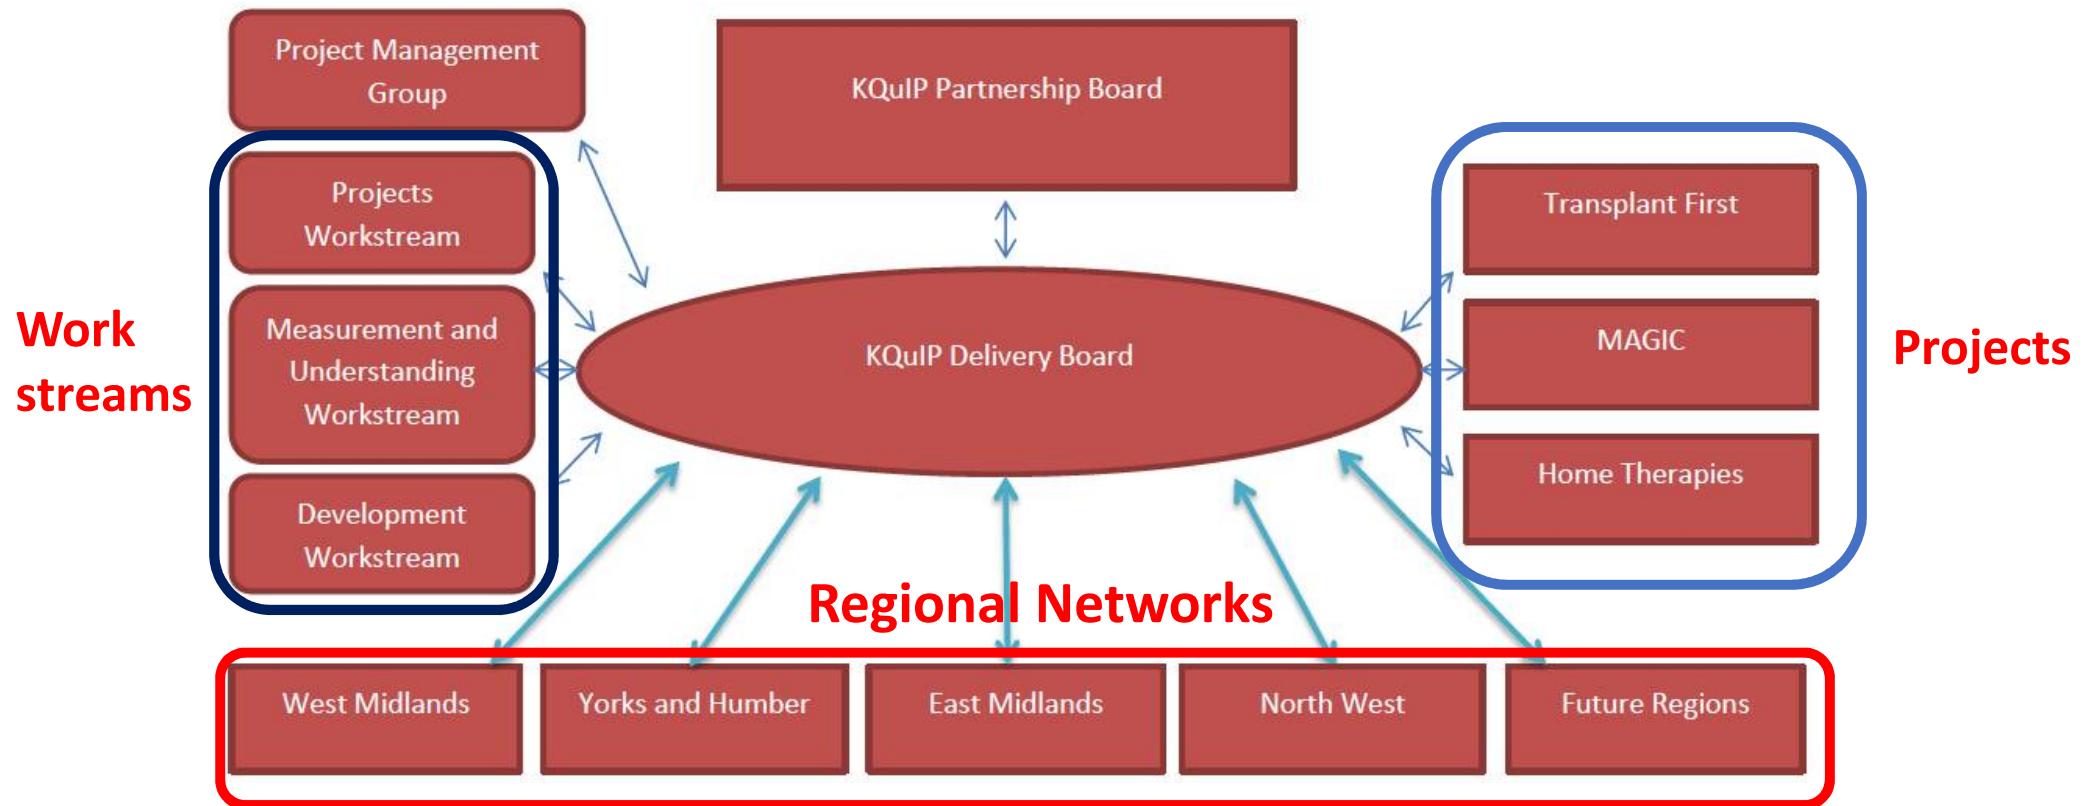 Project Management
Group
KQuIP Partnership Board
Projects
Workstream
Measurement and
Understanding
Workstream
Development
Workstream
Work
streams
KQuIP Delivery Board
Transplant First
MAGIC
Home Therapies
Projects
Regional Networks
West Midlands
Yorks and Humber
East Midlands
North West
Future Regions